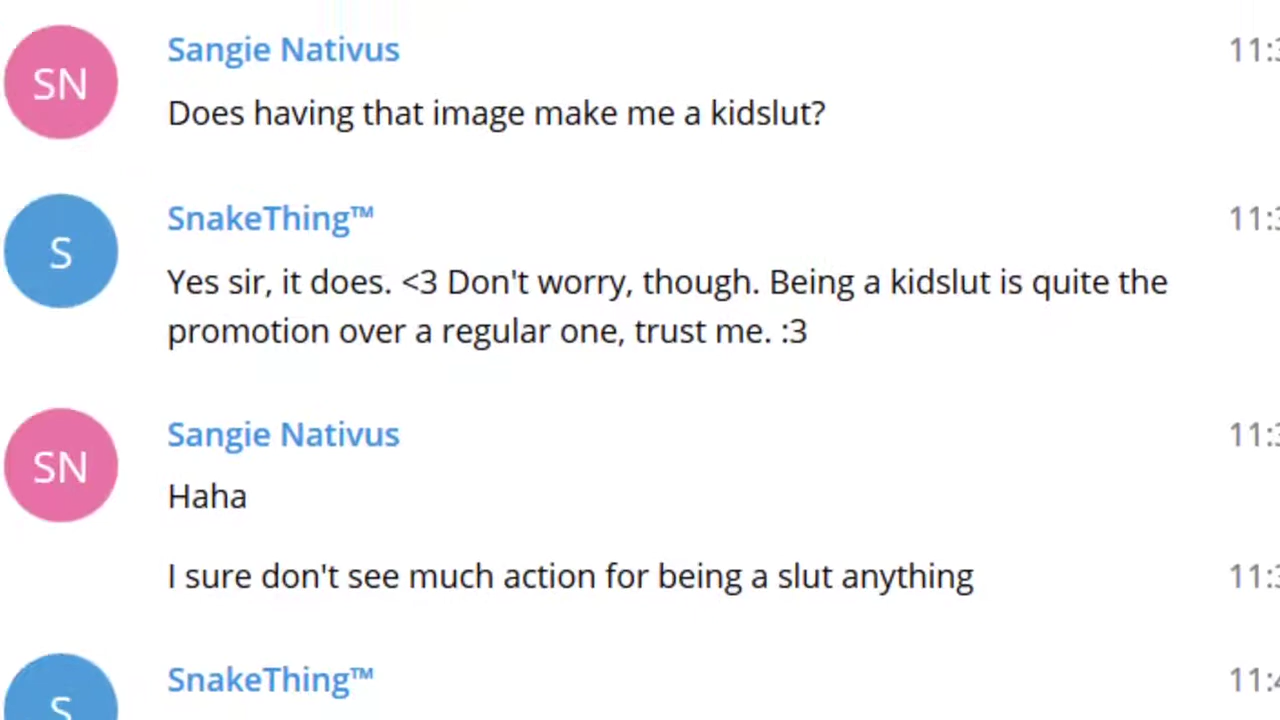 SN
Sangie Nativus
Does having that image make me a kidslut?
S
SnakeThing™
Yes sir, it does. <3 Don't worry, though. Being a kidslut is quite the
promotion over a regular one, trust me. :3
SN
Sangie Nativus
Haha
I sure don't see much action for being a slut anything
S
SnakeThing™